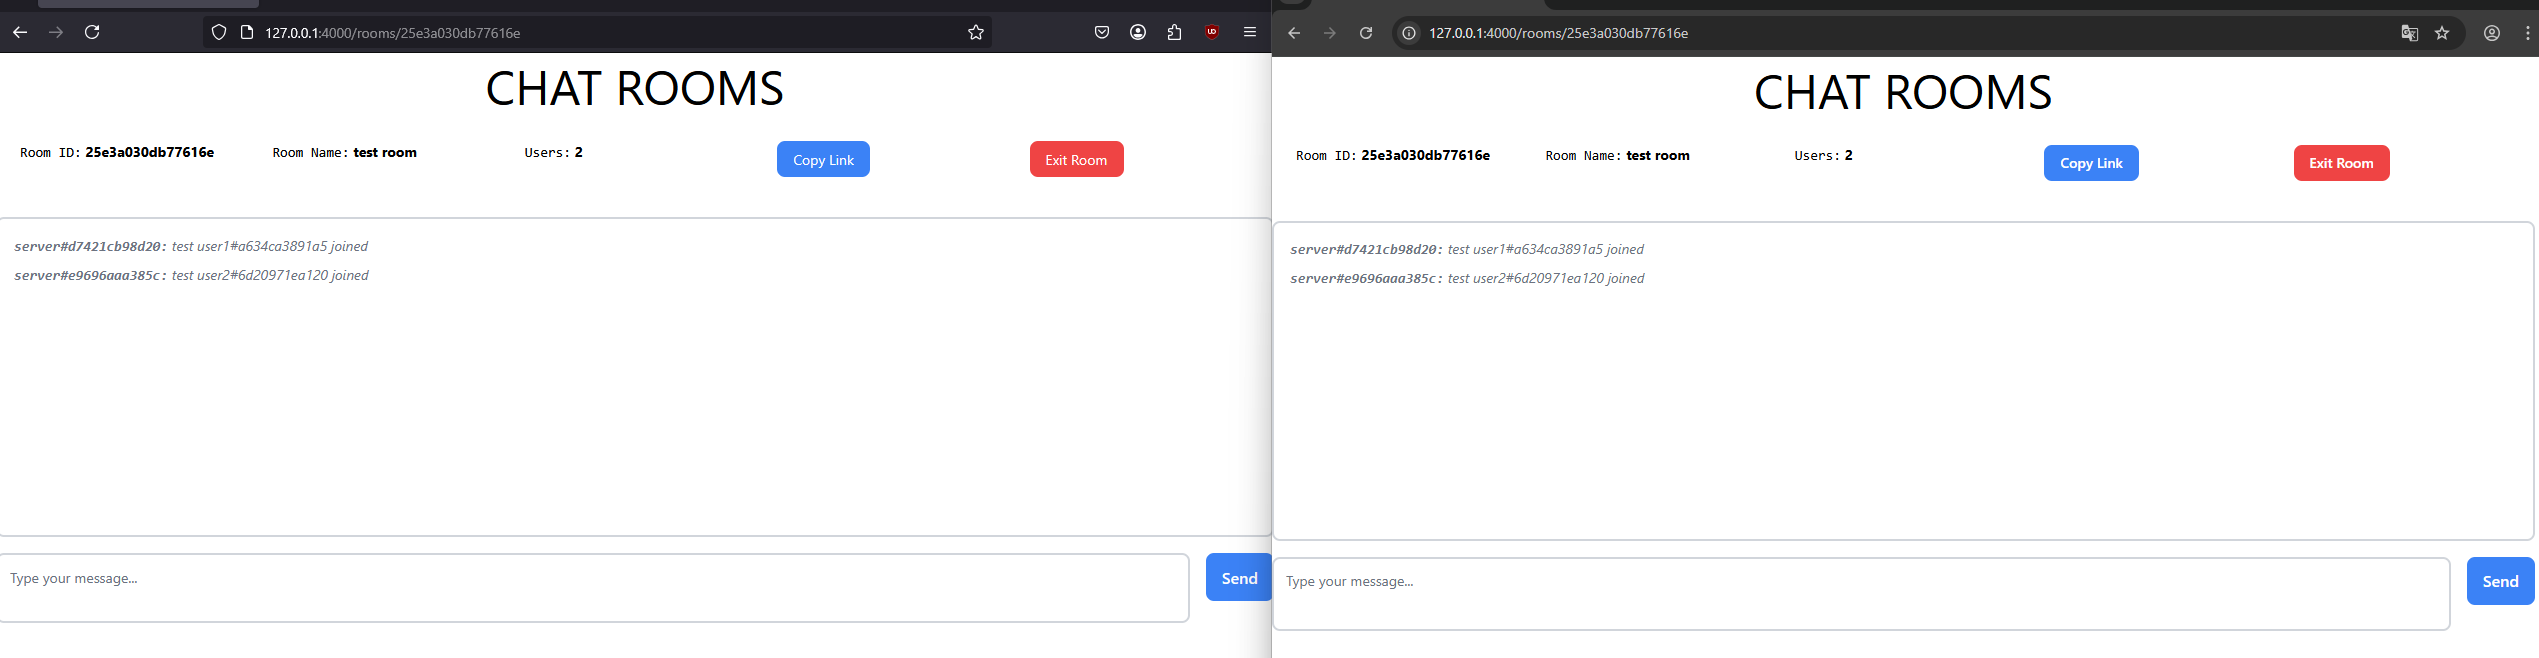 127.0.0.1:4000/rooms/25e3a030db77616e
CHAT ROOMS
Room ID: 25e3a030db77616e
Room Name: test room
Users: 2
Copy Link
Exit Room
server#d7421cb98d20: test user1#a634ca3891a5 joined
server#e9696aaa385c: test user2#6d20971ea120 joined
Type your message...
Send
127.0.0.1:4000/rooms/25e3a030db77616e
CHAT ROOMS
Room ID: 25e3a030db77616e
Room Name: test room
Users: 2
Copy Link
Exit Room
server#d7421cb98d20: test user1#a634ca3891a5 joined
server#e9696aaa385c: test user2#6d20971ea120 joined
Type your message...
Send